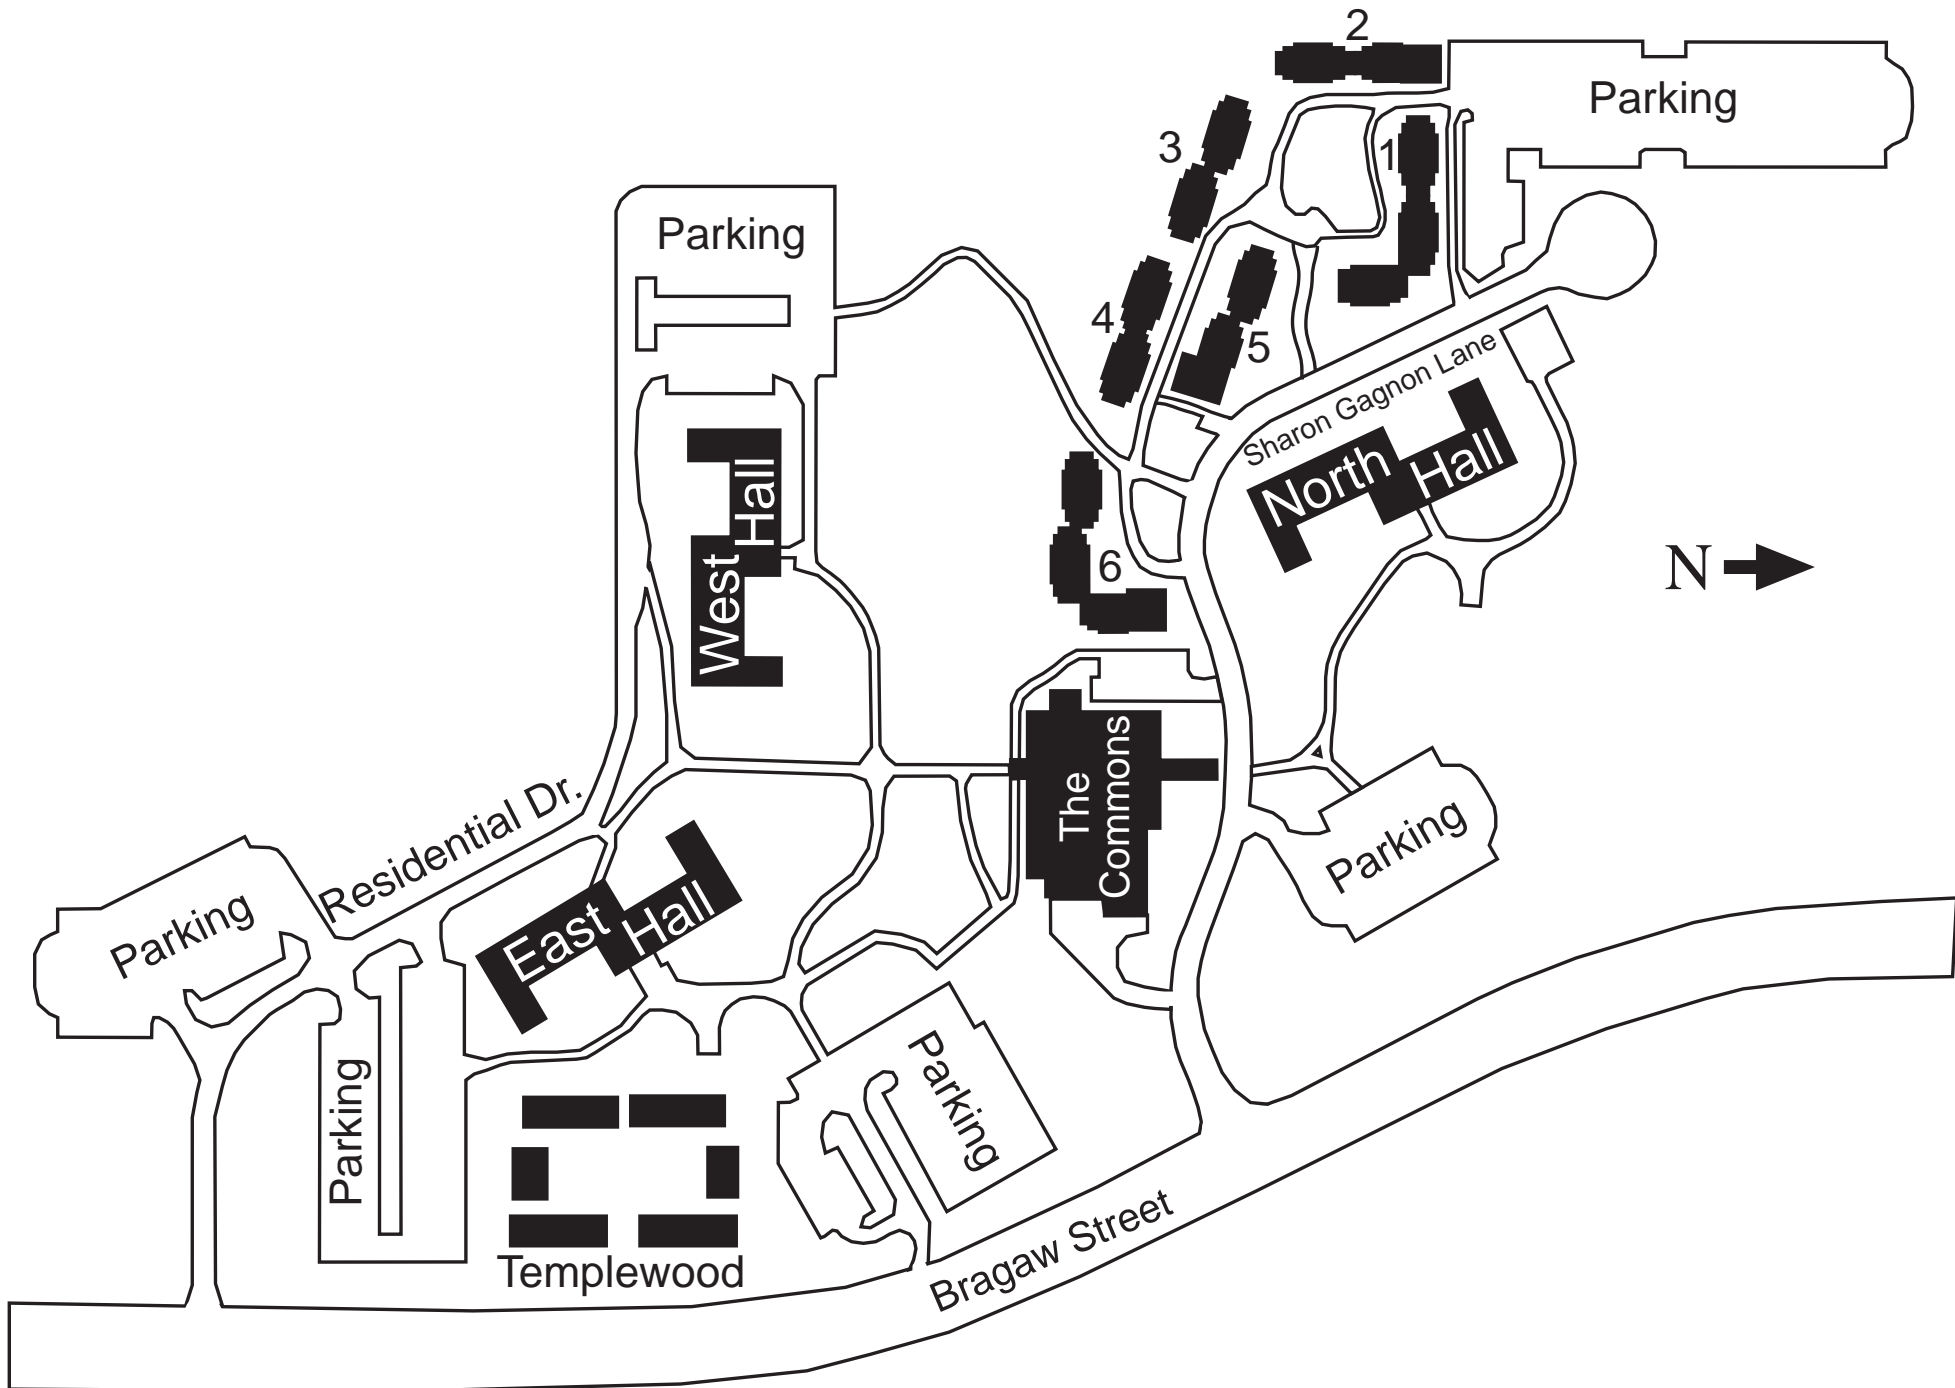 2
Parking
3
1
Parking
4
5
Sharon Gagnon Lane
North Hall
West Hall
6
N
The
Commons
Residential Dr.
Parking
East Hall
Parking
Parking
Parking
Templewood
Bragaw Street